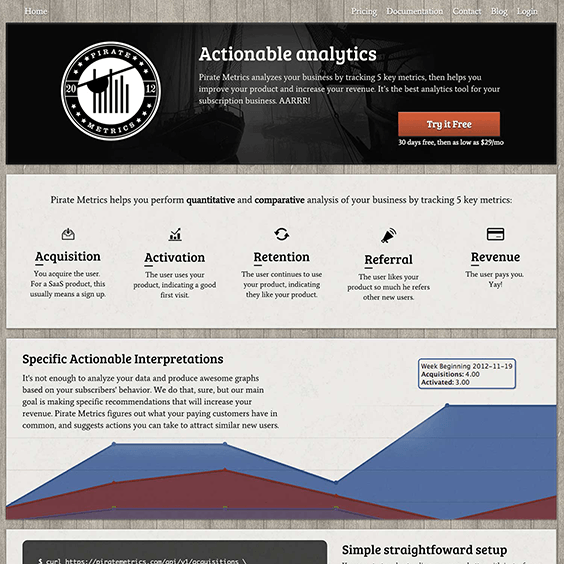 Home Pricing Documentation Contact Blog Login
PIRATE
20 12
METRICS
Actionable analytics
Pirate Metrics analyzes your business by tracking 5 key metrics, then helps you
improve your product and increase your revenue. It's the best analytics tool for your
subscription business. AARRR!
Try it Free
30 days free, then as low as $29/mo
Pirate Metrics helps you perform quantitative and comparative analysis of your business by tracking 5 key metrics:
Acquisition
You acquire the user.
For a SaaS product, this
usually means a sign up.
Activation
The user uses your
product, indicating a good
first visit.
Retention
The user continues to use
your product, indicating
they like your product.
Referral
The user likes your
product so much he refers
other new users.
Revenue
The user pays you.
Yay!
Specific Actionable Interpretations
It's not enough to analyze your data and produce awesome graphs
based on your subscribers' behavior. We do that, sure, but our main
goal is making specific recommendations that will increase your
revenue. Pirate Metrics figures out what your paying customers have in
common, and suggests actions you can take to attract similar new users.
Week Beginning 2012-11-19
Acquisitions: 4.00
Activated: 3.00
$ curl https://piratemetrics.com/api/v1/acquisitions \
Simple straightfoward setup